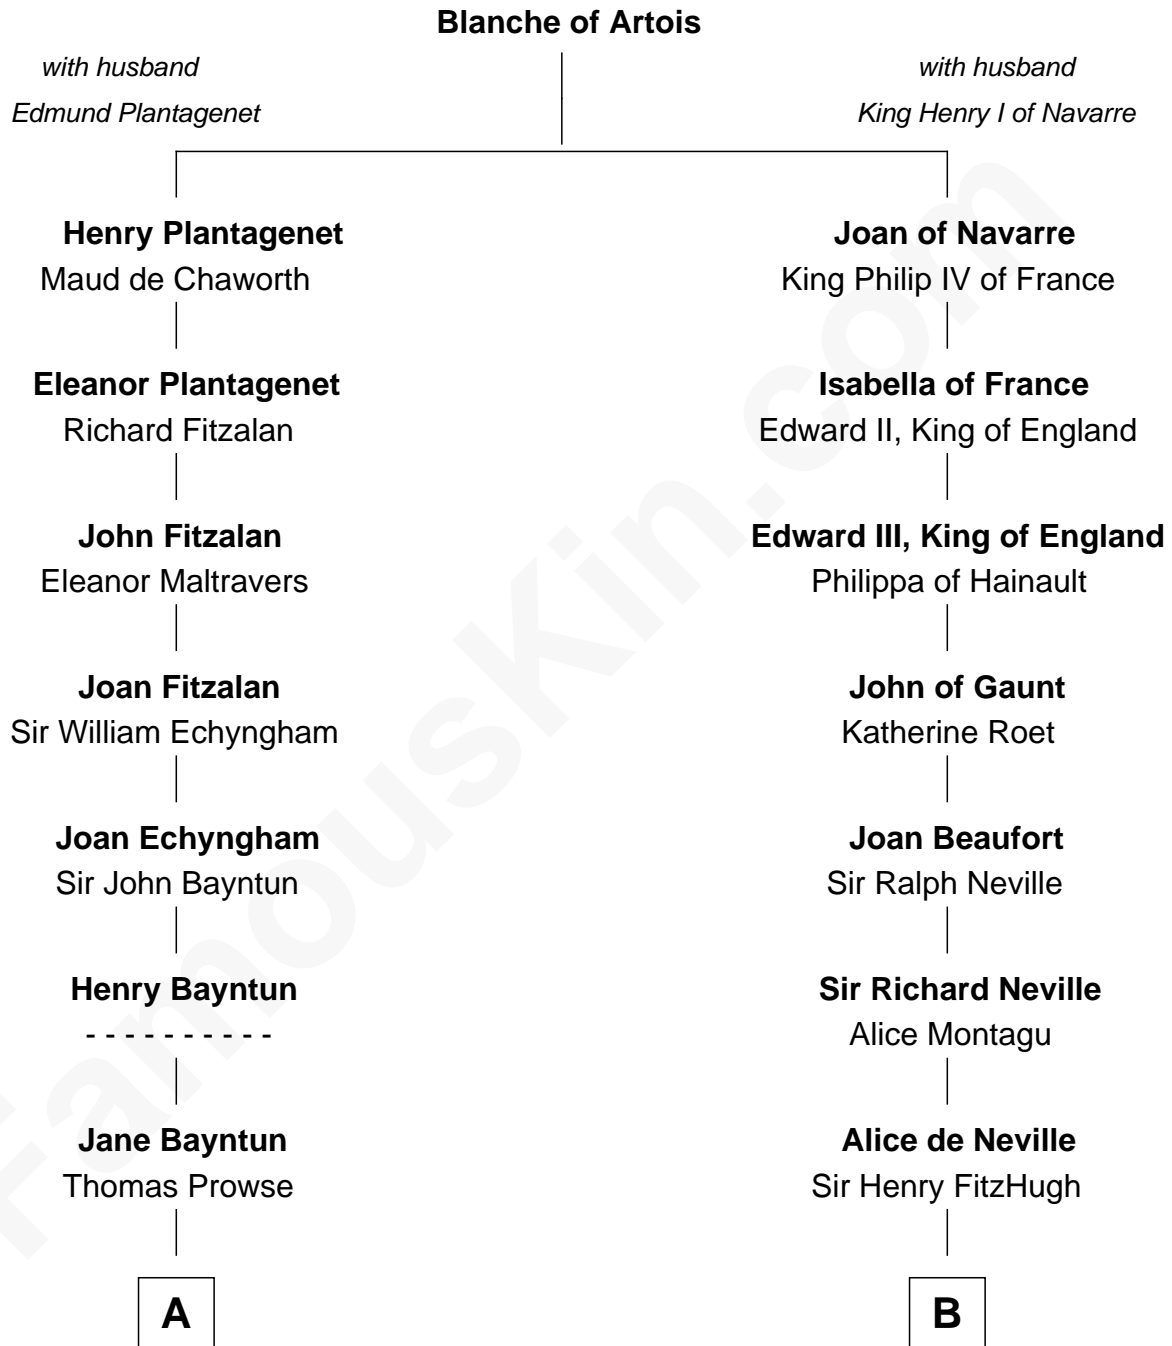 Blanche of Artois
with husband
Edmund Plantagenet
with husband
King Henry I of Navarre
Henry Plantagenet
Maud de Chaworth
Joan of Navarre
King Philip IV of France
Eleanor Plantagenet
Richard Fitzalan
Isabella of France
Edward II, King of England
John Fitzalan
Eleanor Maltravers
Edward III, King of England
Philippa of Hainault
Joan Fitzalan
Sir William Echyngham
John of Gaunt
Katherine Roet
Joan Echyngham
Sir John Bayntun
Joan Beaufort
Sir Ralph Neville
Henry Bayntun
- - - - - - - - - -
Sir Richard Neville
Alice Montagu
Jane Bayntun
Thomas Prowse
Alice de Neville
Sir Henry FitzHugh
A
B
FamousKin.com